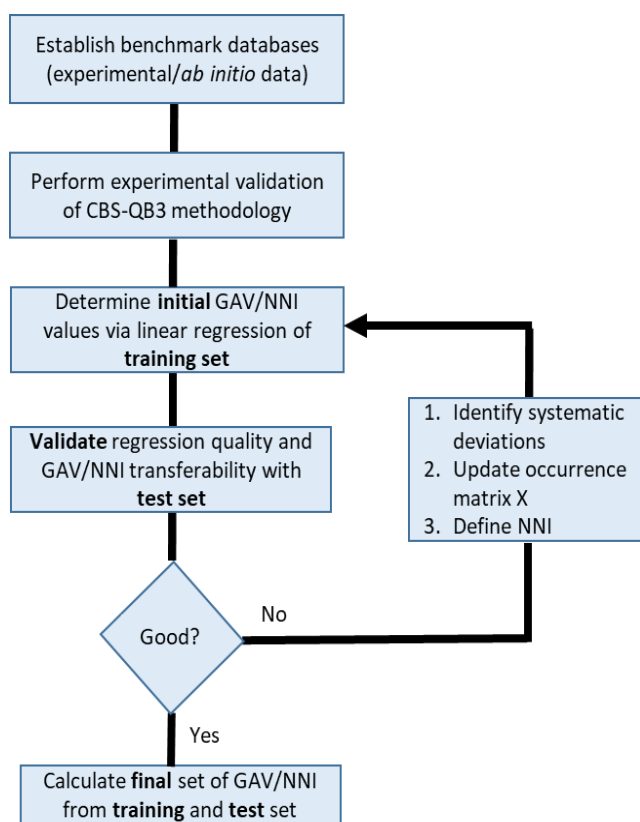 Establish benchmark databases
(experimental/ab initio data)
Perform experimental validation
of CBS-QB3 methodology
Determine initial GAV/NNI
values via linear regression of
training set
Validate regression quality and
GAV/NNI transferability with
test set
1. Identify systematic
deviations
2. Update occurrence
matrix X
3. Define NNI
Good?
No
Yes
Calculate final set of GAV/NNI
from training and test set